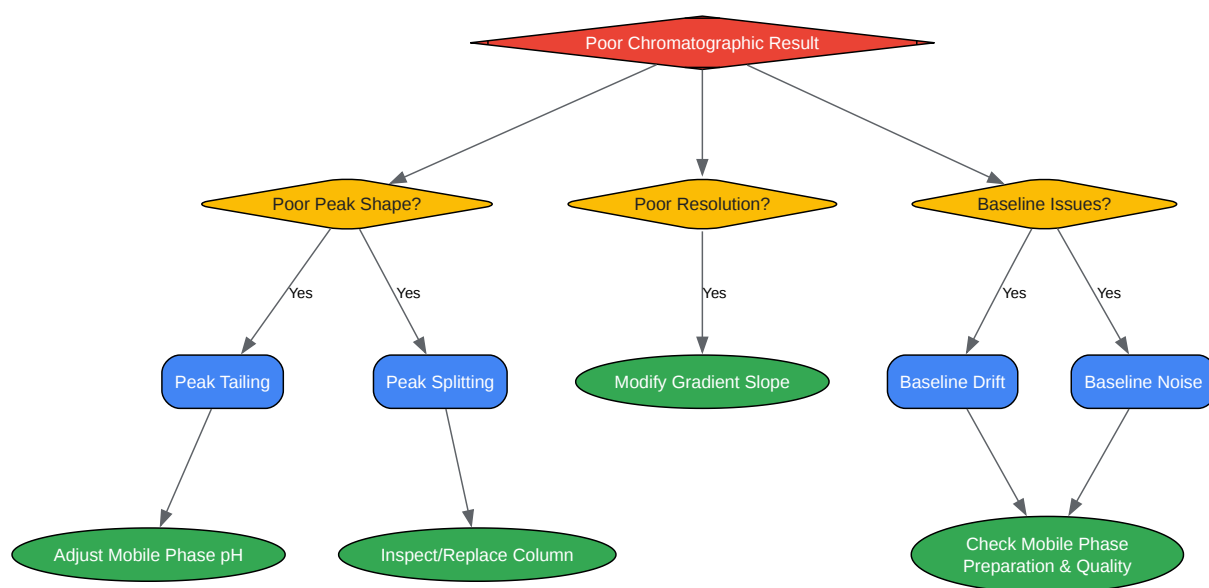 Poor Chromatographic Result
Poor Peak Shape?
Poor Resolution?
Baseline Issues?
Yes
Yes
Yes
Yes
Yes
Peak Tailing
Peak Splitting
Modify Gradient Slope
Baseline Drift
Baseline Noise
Adjust Mobile Phase pH
Inspect/Replace Column
Check Mobile Phase
Preparation & Quality